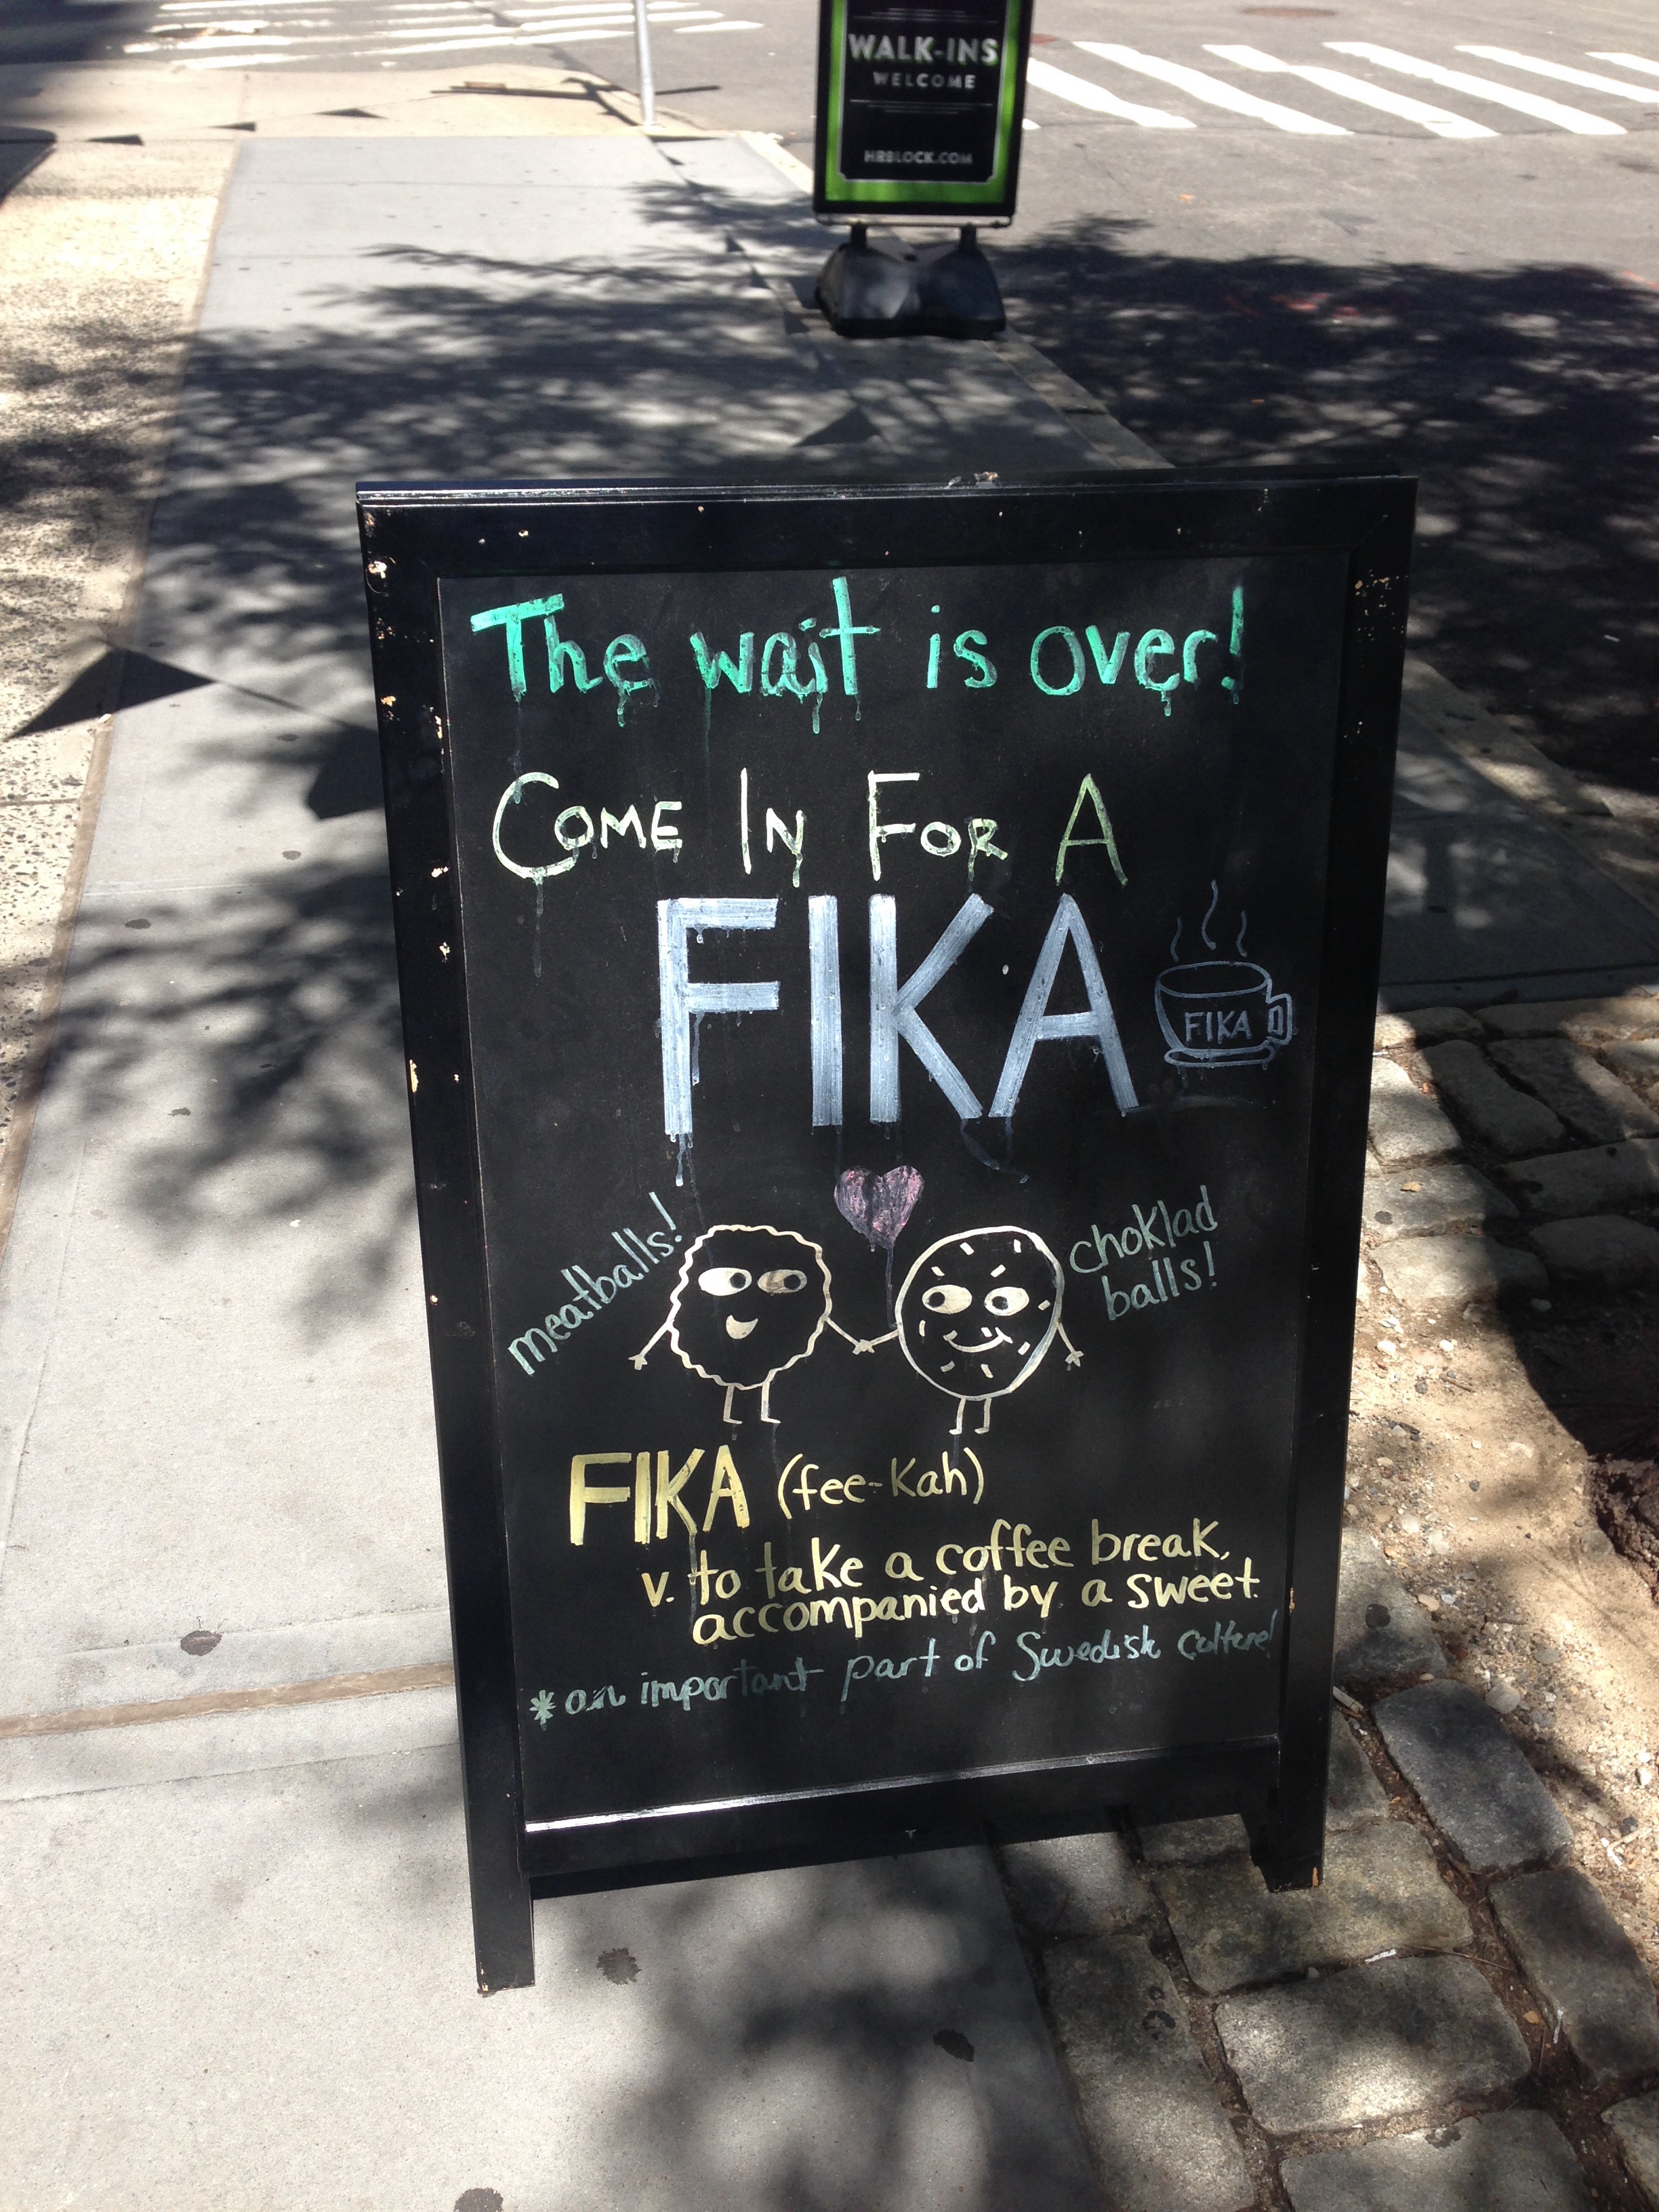 WALK-INS
WELCOME
HRBLOCK.COM
The wait is over!
COME IN FOR A
FIKA
FIKA
meatballs!
choklad
balls!
FIKA (fee-kah)
v. to take a coffee break,
accompanied by a sweet.
*an important part of Swedish culture!